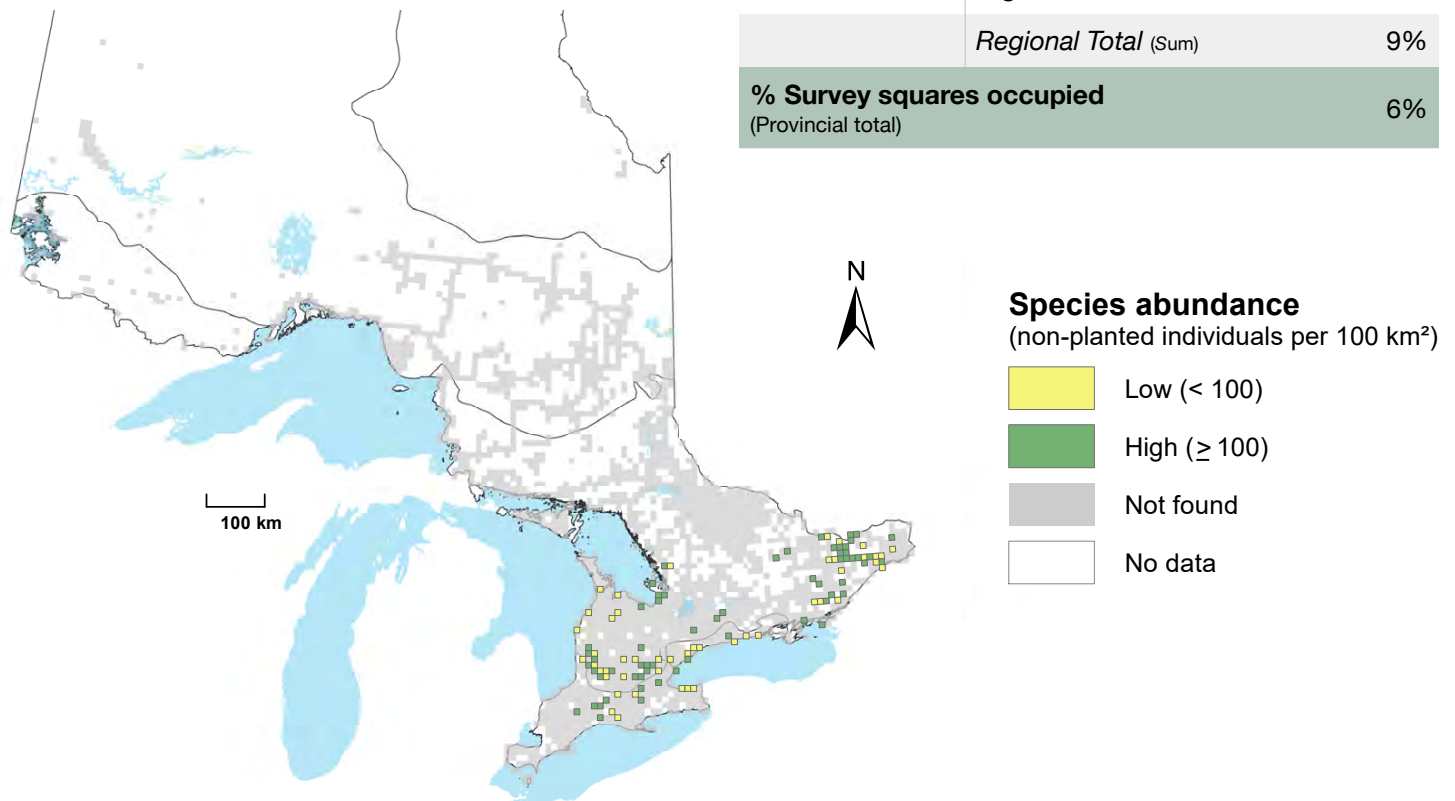 Regional Total (Sum) 9%
% Survey squares occupied
(Provincial total) 6%
N
Species abundance
(non-planted individuals per 100 km²)
Low (< 100)
High (≥ 100)
Not found
No data
100 km